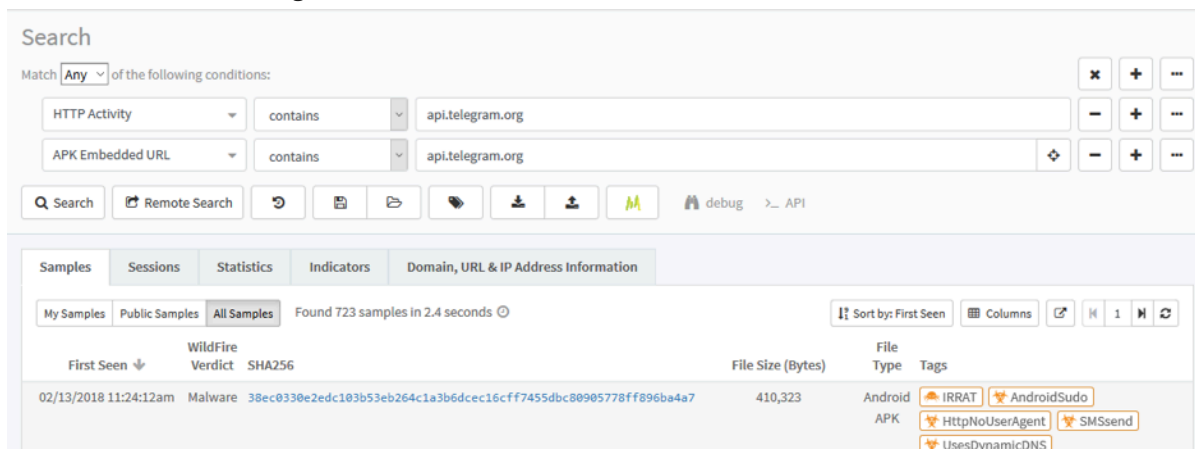 Search
Match Any of the following conditions:
HTTP Activity contains api.telegram.org
APK Embedded URL contains api.telegram.org
Search Remote Search debug >_ API
Samples Sessions Statistics Indicators Domain, URL & IP Address Information
My Samples Public Samples All Samples Found 723 samples in 2.4 seconds Sort by: First Seen Columns 1
First Seen WildFire Verdict SHA256 File Size (Bytes) File Type Tags
02/13/2018 11:24:12am Malware 38ec0330e2edc103b53eb264c1a3b6dcec16cff7455dbc80905778ff896ba4a7 410,323 Android APK IRRAT AndroidSudo
HttpNoUserAgent SMSsend
UsesDynamicDNS